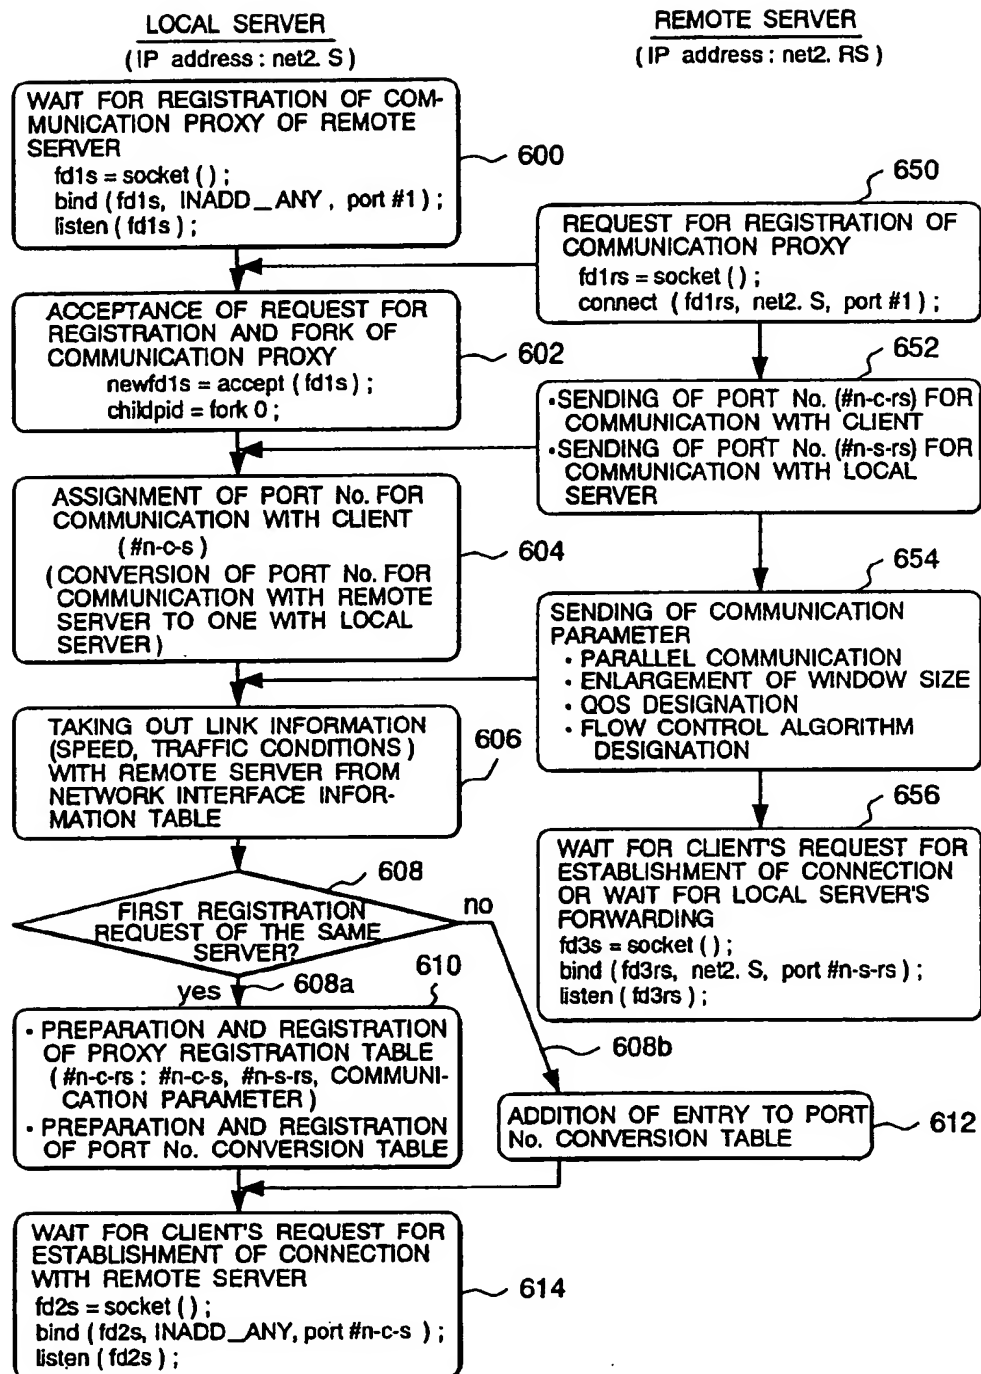 LOCAL SERVER
(IP address : net2. S)
WAIT FOR REGISTRATION OF COM-
MUNICATION PROXY OF REMOTE
SERVER
fd1s = socket ( ) ;
bind ( fd1s, INADD_ANY, port #1 ) ;
listen ( fd1s ) ;
600
ACCEPTANCE OF REQUEST FOR
REGISTRATION AND FORK OF
COMMUNICATION PROXY
newfd1s = accept ( fd1s ) ;
childpid = fork 0 ;
602
ASSIGNMENT OF PORT No. FOR
COMMUNICATION WITH CLIENT
( #n-c-s )
( CONVERSION OF PORT No. FOR
COMMUNICATION WITH REMOTE
SERVER TO ONE WITH LOCAL
SERVER )
604
TAKING OUT LINK INFORMATION
(SPEED, TRAFFIC CONDITIONS )
WITH REMOTE SERVER FROM
NETWORK INTERFACE INFOR-
MATION TABLE
606
608
FIRST REGISTRATION
REQUEST OF THE SAME
SERVER?
no
yes
608a
610
• PREPARATION AND REGISTRATION
OF PROXY REGISTRATION TABLE
( #n-c-rs : #n-c-s, #n-s-rs, COMMUNI-
CATION PARAMETER )
• PREPARATION AND REGISTRATION
OF PORT No. CONVERSION TABLE
608b
ADDITION OF ENTRY TO PORT
No. CONVERSION TABLE
612
WAIT FOR CLIENT'S REQUEST FOR
ESTABLISHMENT OF CONNECTION
WITH REMOTE SERVER
fd2s = socket ( ) ;
bind ( fd2s, INADD_ANY, port #n-c-s ) ;
listen ( fd2s ) ;
614
REMOTE SERVER
( IP address : net2. RS )
650
REQUEST FOR REGISTRATION OF
COMMUNICATION PROXY
fd1rs = socket ( ) ;
connect ( fd1rs, net2. S, port #1 ) ;
652
• SENDING OF PORT No. (#n-c-rs) FOR
COMMUNICATION WITH CLIENT
• SENDING OF PORT No. (#n-s-rs) FOR
COMMUNICATION WITH LOCAL
SERVER
654
SENDING OF COMMUNICATION
PARAMETER
• PARALLEL COMMUNICATION
• ENLARGEMENT OF WINDOW SIZE
• QOS DESIGNATION
• FLOW CONTROL ALGORITHM
DESIGNATION
656
WAIT FOR CLIENT'S REQUEST FOR
ESTABLISHMENT OF CONNECTION
OR WAIT FOR LOCAL SERVER'S
FORWARDING
fd3s = socket ( ) ;
bind ( fd3rs, net2. S, port #n-s-rs ) ;
listen ( fd3rs ) ;